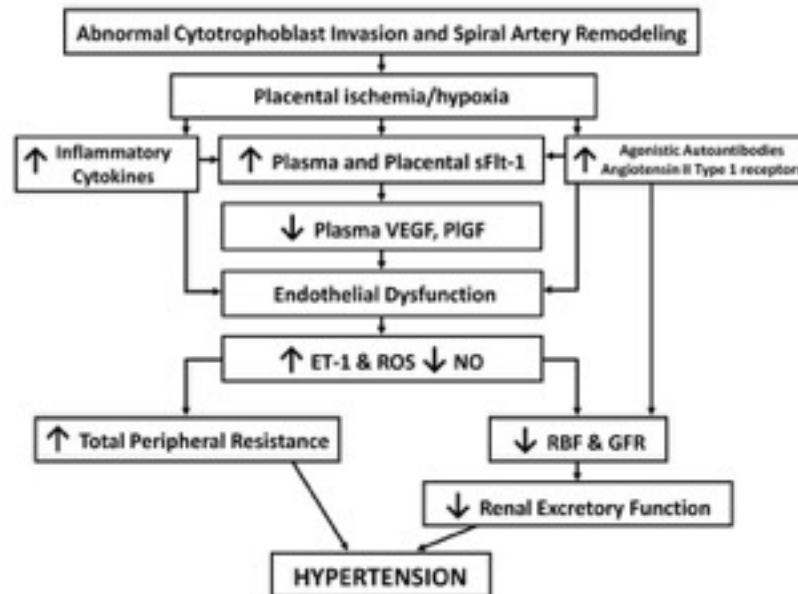 Abnormal Cytotrophoblast Invasion and Spiral Artery Remodeling
Placental ischemia/hypoxia
↑ Inflammatory
Cytokines
↑ Plasma and Placental sFlt-1
↑ Agonistic Autoantibodies
Angiotensin II Type 1 receptors
↓ Plasma VEGF, PlGF
Endothelial Dysfunction
↑ ET-1 & ROS ↓ NO
↑ Total Peripheral Resistance
↓ RBF & GFR
↓ Renal Excretory Function
HYPERTENSION